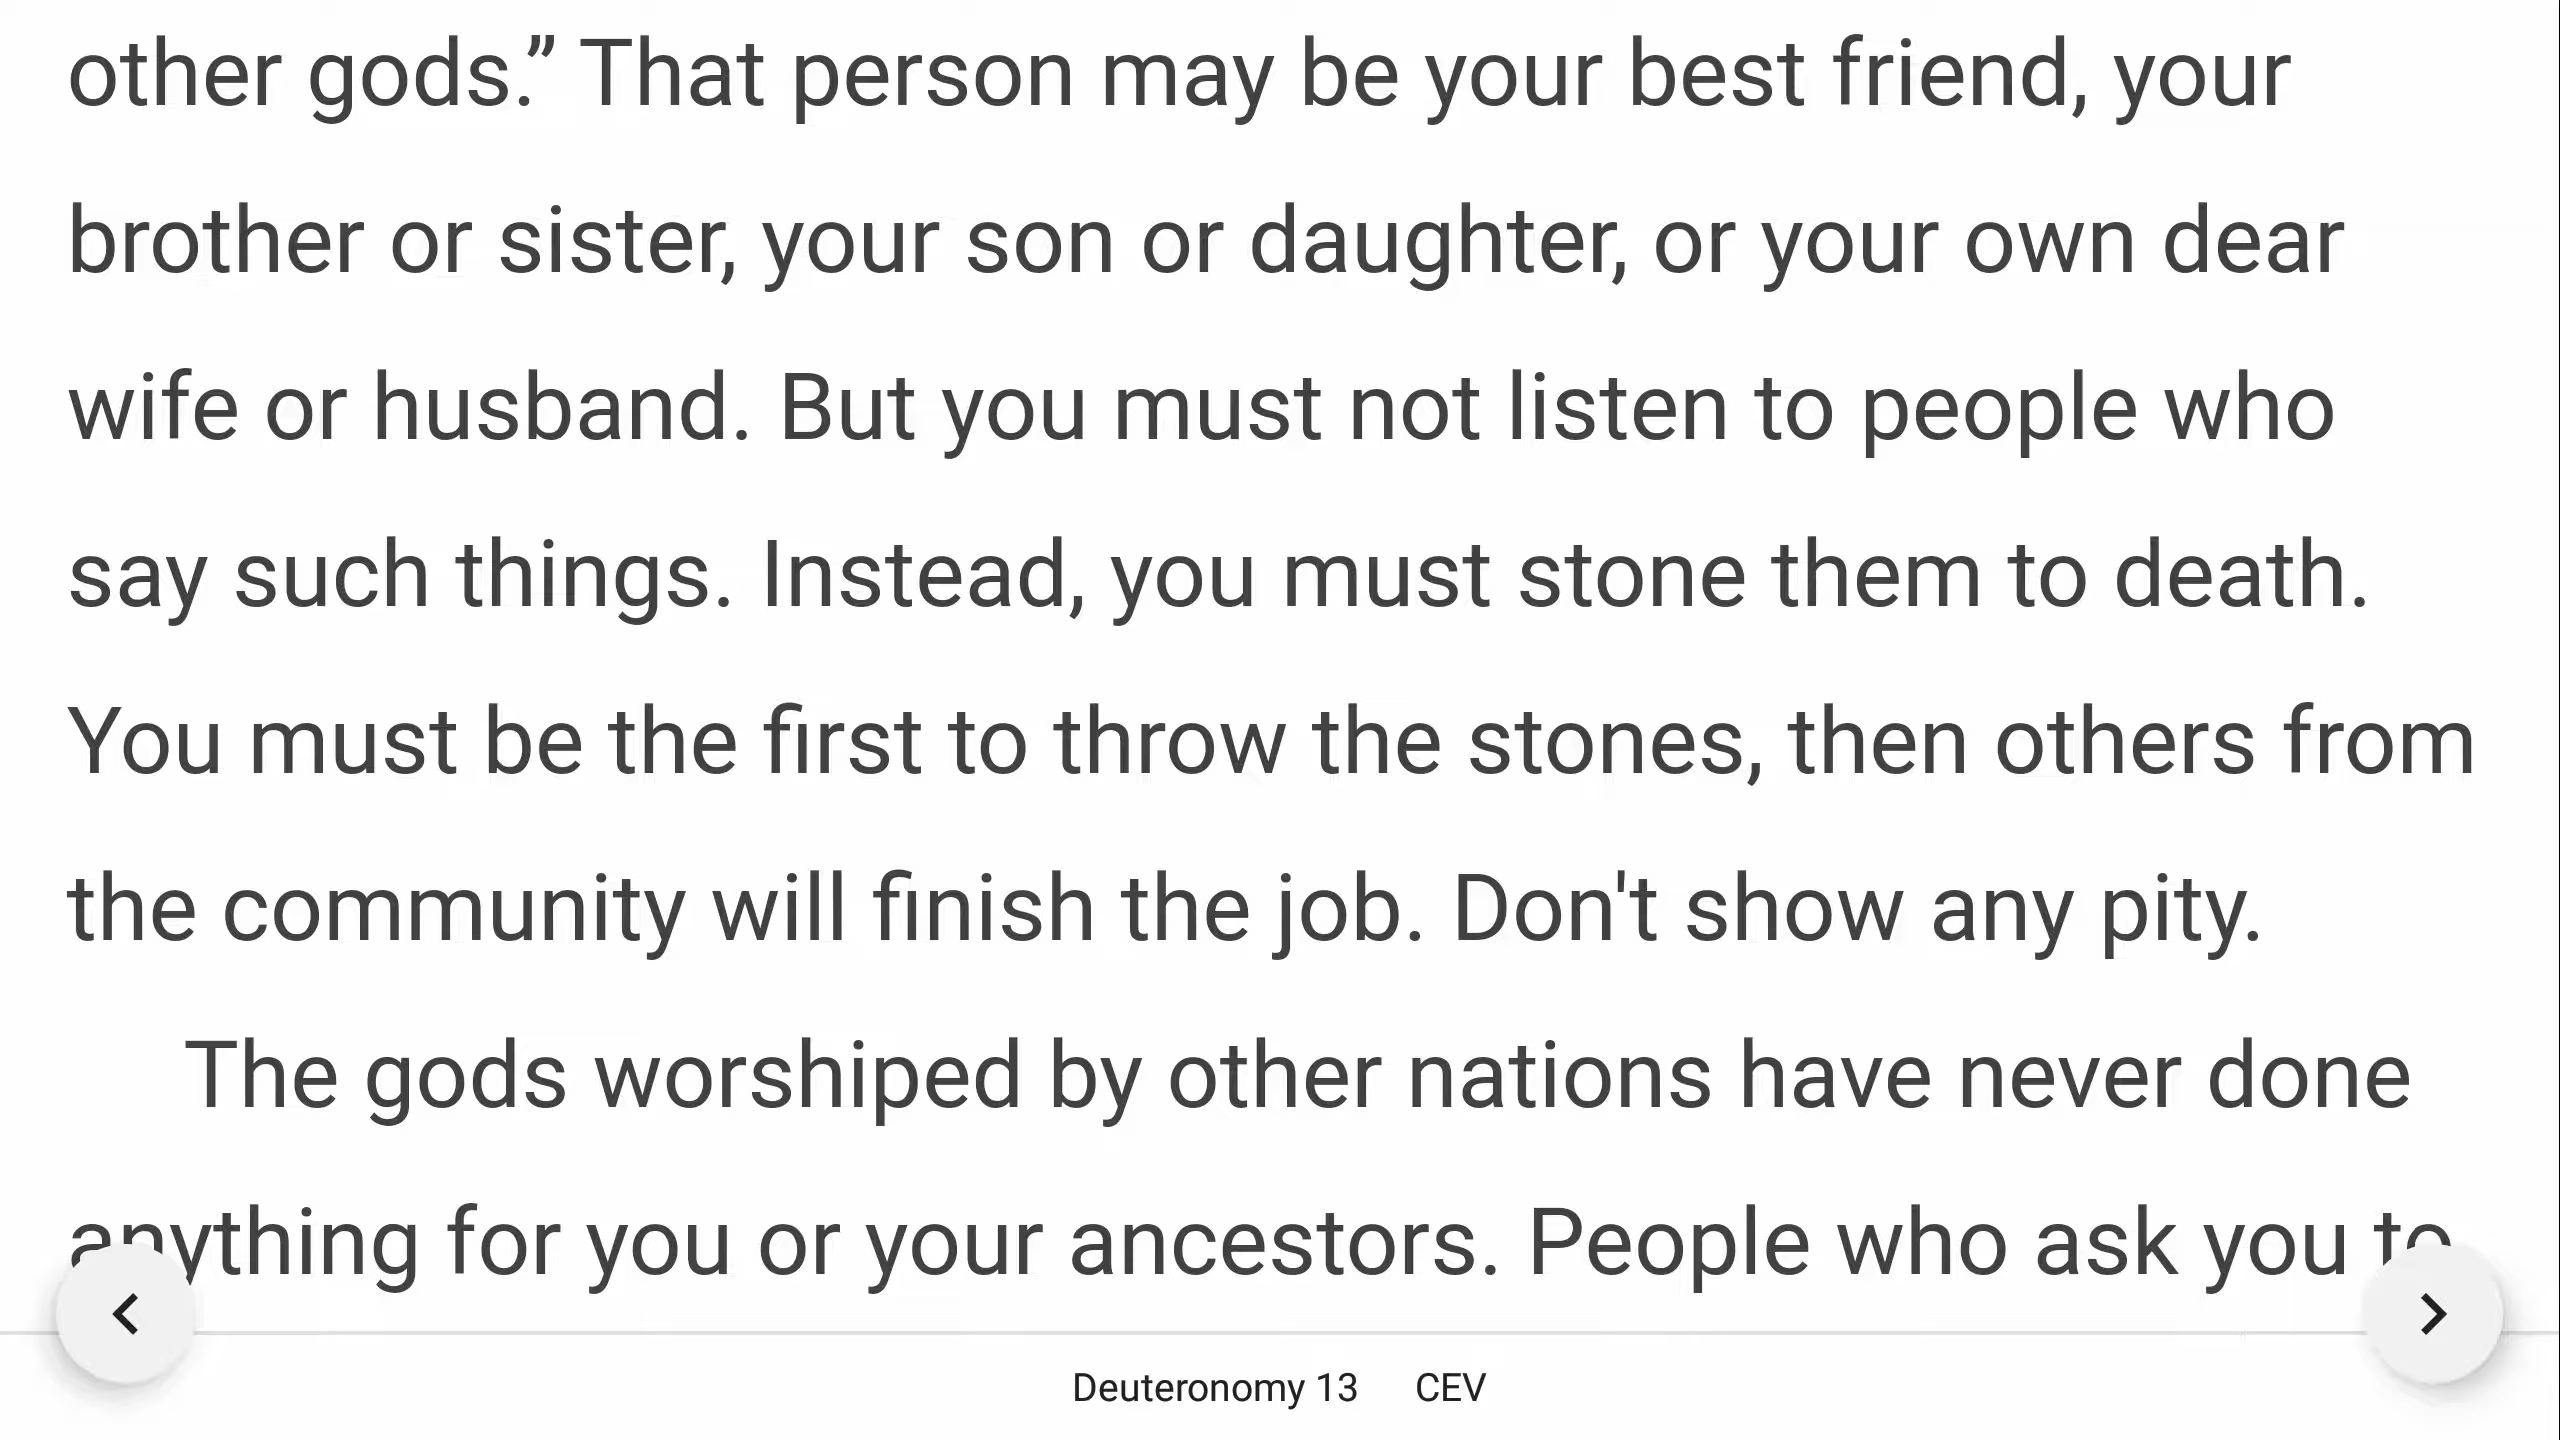 other gods.” That person may be your best friend, your
brother or sister, your son or daughter, or your own dear
wife or husband. But you must not listen to people who
say such things. Instead, you must stone them to death.
You must be the first to throw the stones, then others from
the community will finish the job. Don't show any pity.
The gods worshiped by other nations have never done
anything for you or your ancestors. People who ask you to
Deuteronomy 13 CEV